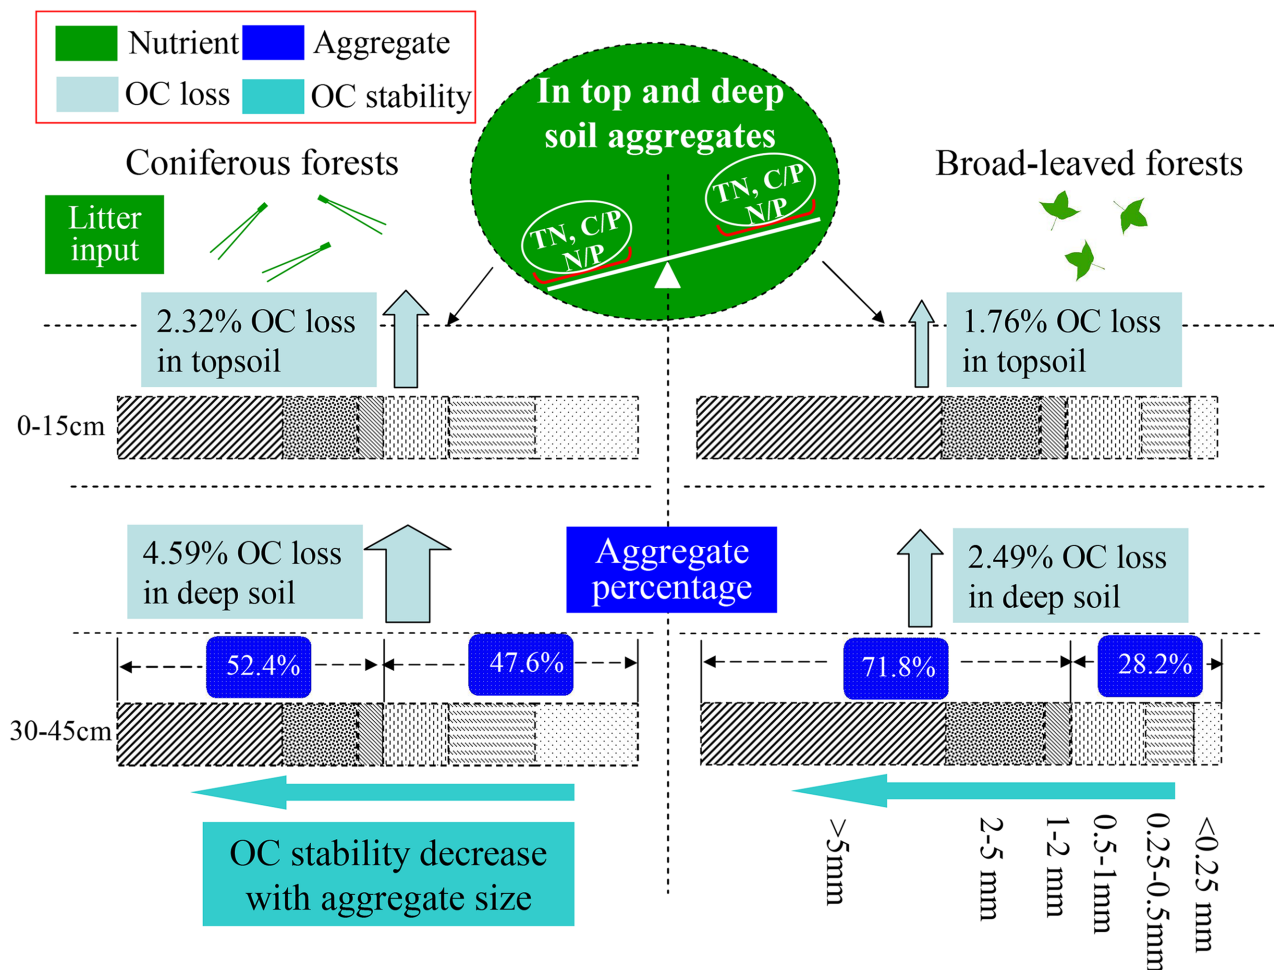 Nutrient
Aggregate
OC loss
OC stability
In top and deep
soil aggregates
TN, C/P
N/P
TN, C/P
N/P
Coniferous forests
Broad-leaved forests
Litter
input
2.32% OC loss
in topsoil
1.76% OC loss
in topsoil
0-15cm
4.59% OC loss
in deep soil
Aggregate
percentage
2.49% OC loss
in deep soil
52.4%
47.6%
71.8%
28.2%
30-45cm
OC stability decrease
with aggregate size
>5mm
2-5 mm
1-2 mm
0.5-1mm
0.25-0.5mm
<0.25 mm